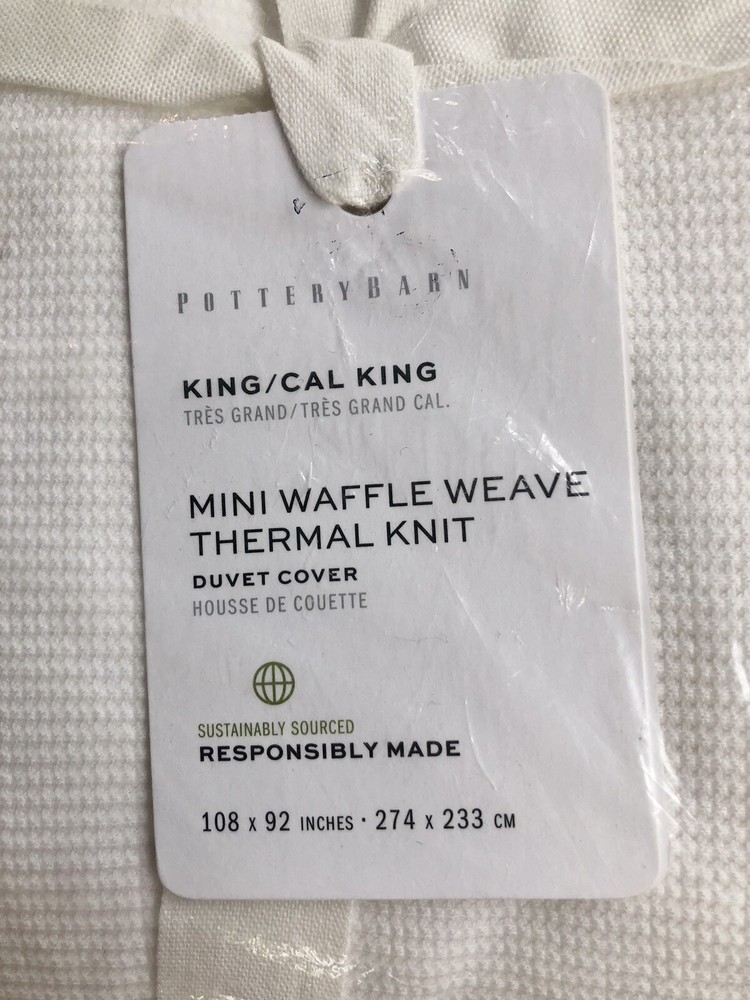 POTTERYBARN
KING/CAL KING
TRÈS GRAND/TRÈS GRAND CAL.
MINI WAFFLE WEAVE
THERMAL KNIT
DUVET COVER
HOUSSE DE COUETTE
SUSTAINABLY SOURCED
RESPONSIBLY MADE
108 X 92 INCHES · 274 X 233 CM